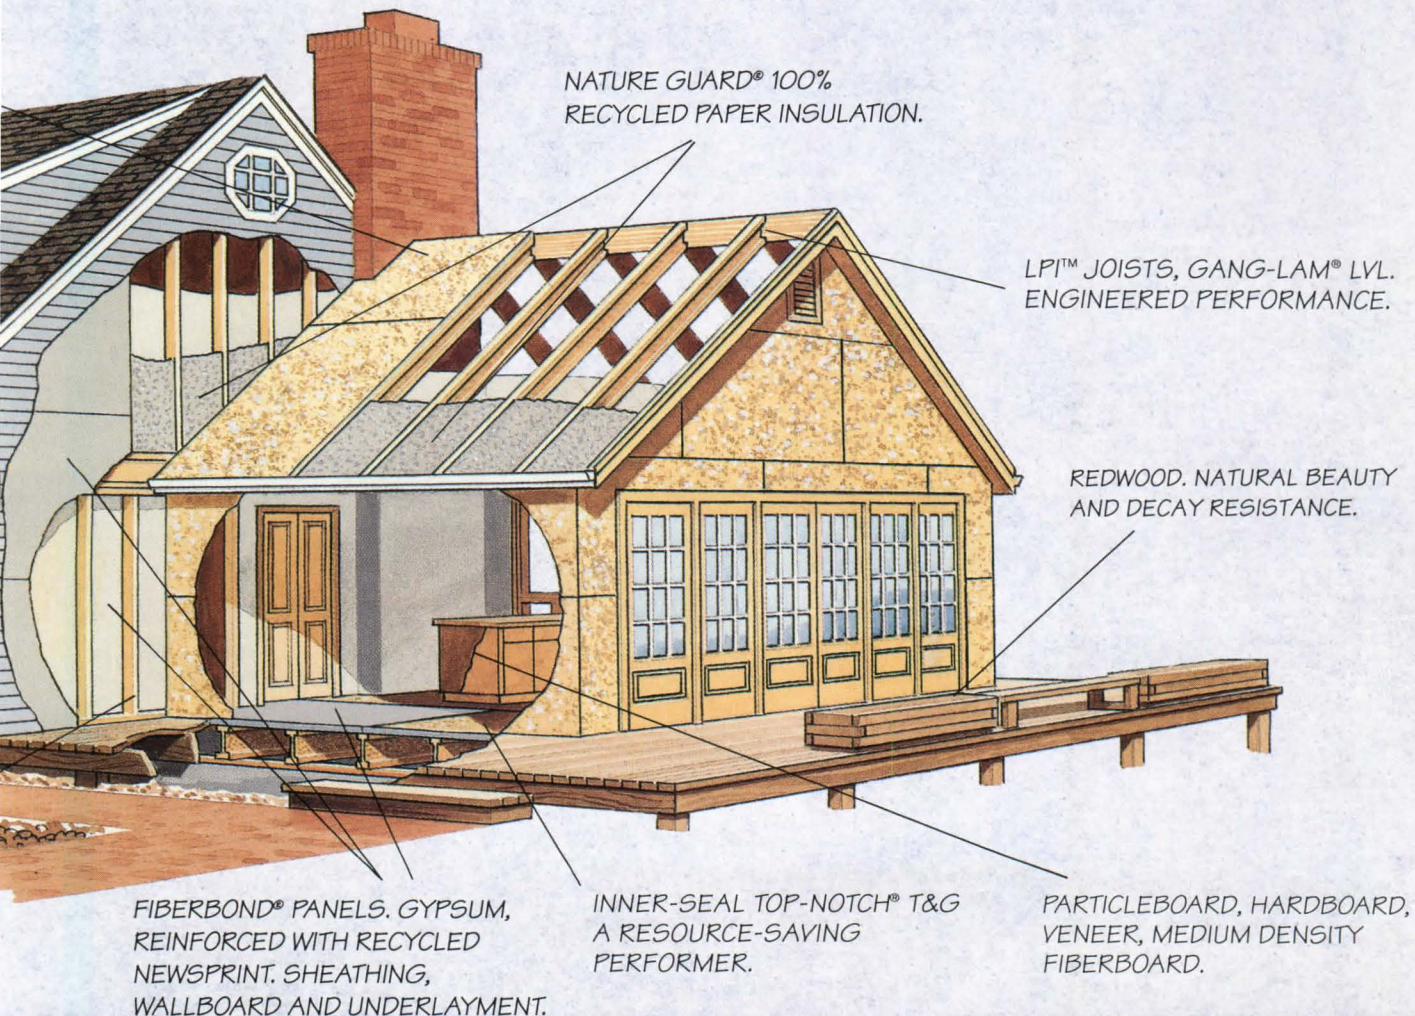 NATURE GUARD® 100%
RECYCLED PAPER INSULATION.
LPI™ JOISTS, GANG-LAM® LVL.
ENGINEERED PERFORMANCE.
REDWOOD. NATURAL BEAUTY
AND DECAY RESISTANCE.
FIBERBOND® PANELS. GYPSUM,
REINFORCED WITH RECYCLED
NEWSPRINT. SHEATHING,
WALLBOARD AND UNDERLAYMENT.
INNER-SEAL TOP-NOTCH® T&G
A RESOURCE-SAVING
PERFORMER.
PARTICLEBOARD, HARDBOARD,
VENEER, MEDIUM DENSITY
FIBERBOARD.